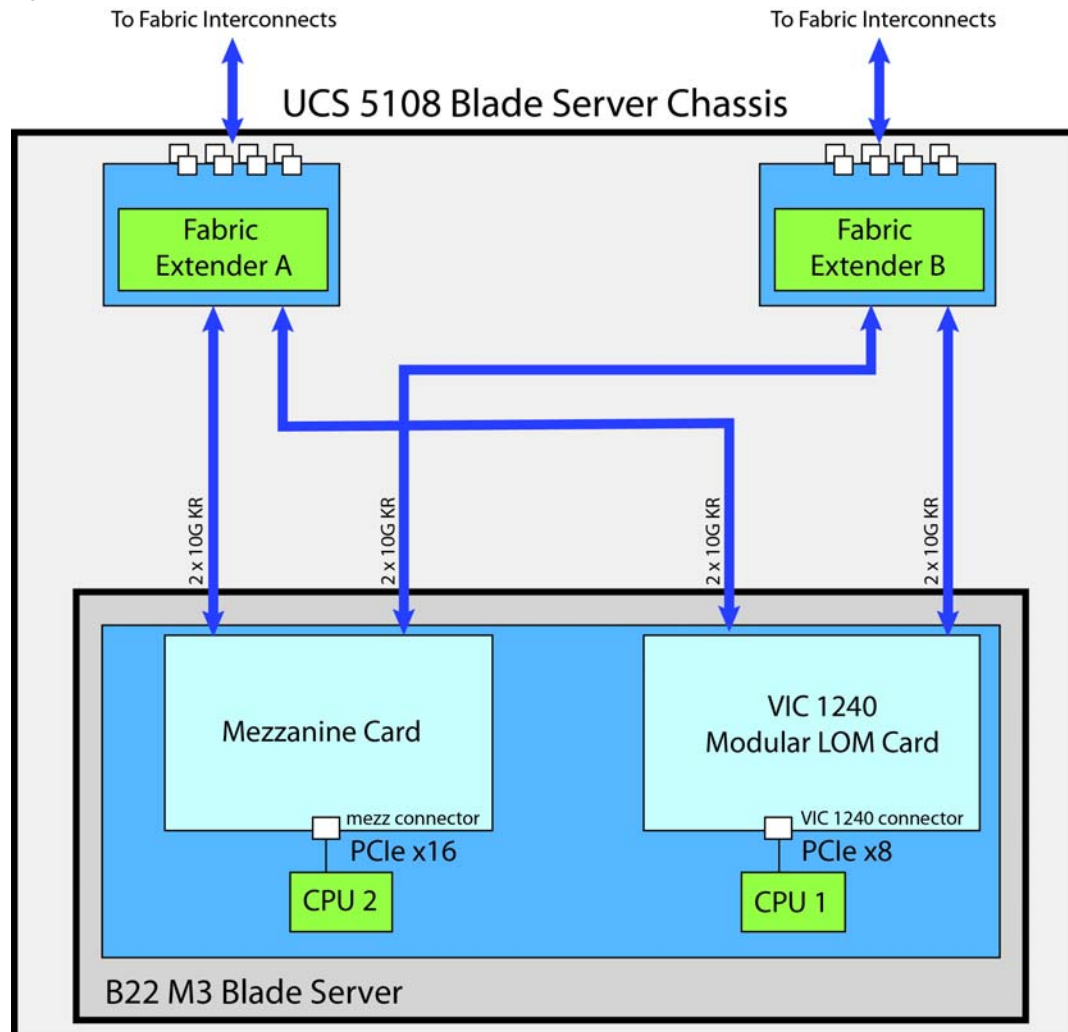 To Fabric Interconnects
To Fabric Interconnects
UCS 5108 Blade Server Chassis
Fabric
Extender A
Fabric
Extender B
2 x 10G KR
2 x 10G KR
2 x 10G KR
2 x 10G KR
Mezzanine Card
VIC 1240
Modular LOM Card
mezz connector
VIC 1240 connector
PCIe x16
PCIe x8
CPU 2
CPU 1
B22 M3 Blade Server